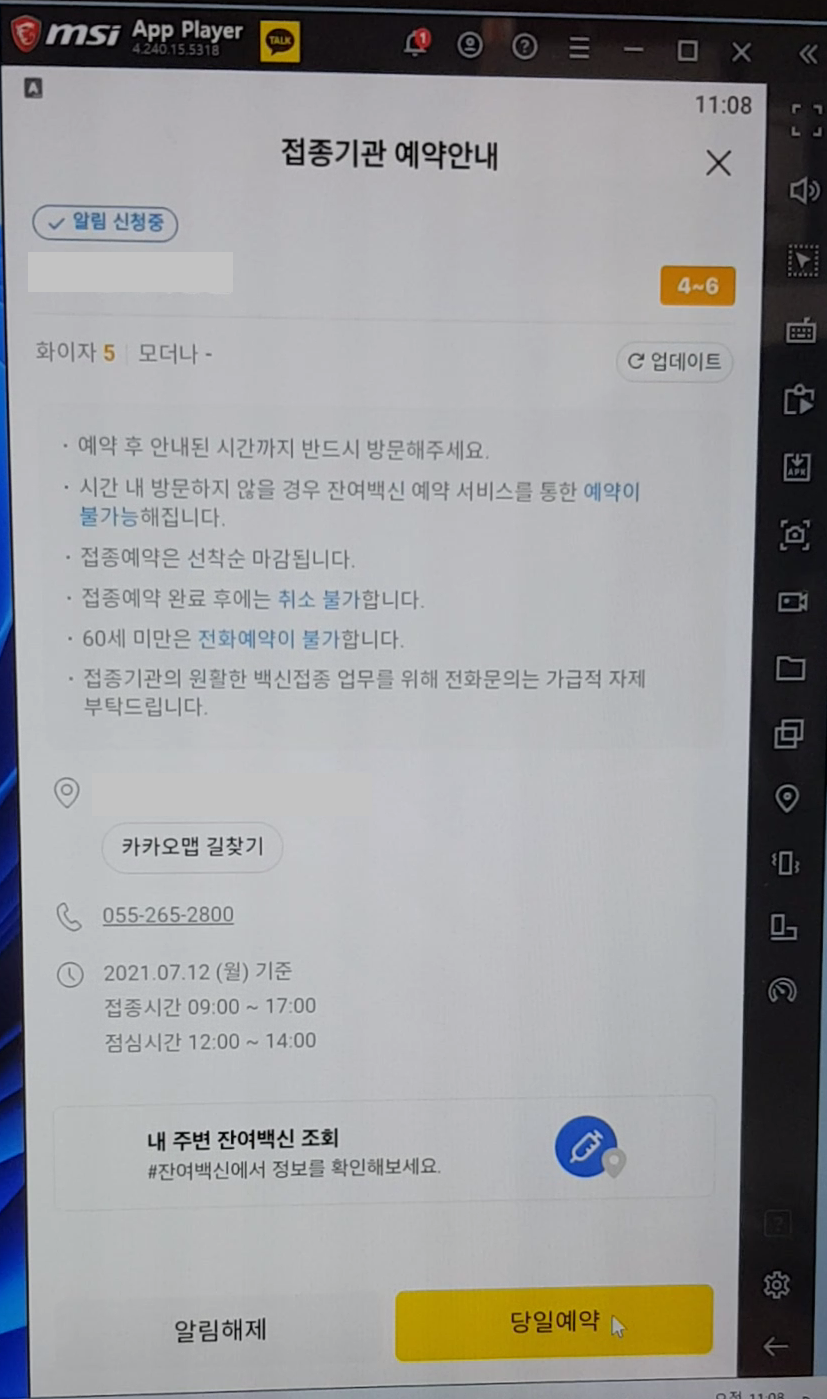 msi App Player
4.240.15.5318
TALK
1
A
11:08
접종기관 예약안내
알림 신청중
4~6
화이자 5 모더나 -
업데이트
· 예약 후 안내된 시간까지 반드시 방문해주세요.
· 시간 내 방문하지 않을 경우 잔여백신 예약 서비스를 통한 예약이
불가능해집니다.
· 접종예약은 선착순 마감됩니다.
· 접종예약 완료 후에는 취소 불가합니다.
· 60세 미만은 전화예약이 불가합니다.
· 접종기관의 원활한 백신접종 업무를 위해 전화문의는 가급적 자제
부탁드립니다.
카카오맵 길찾기
055-265-2800
2021.07.12 (월) 기준
접종시간 09:00 ~ 17:00
점심시간 12:00 ~ 14:00
내 주변 잔여백신 조회
#잔여백신에서 정보를 확인해보세요.
알림해제
당일예약
APK
오전 11:08